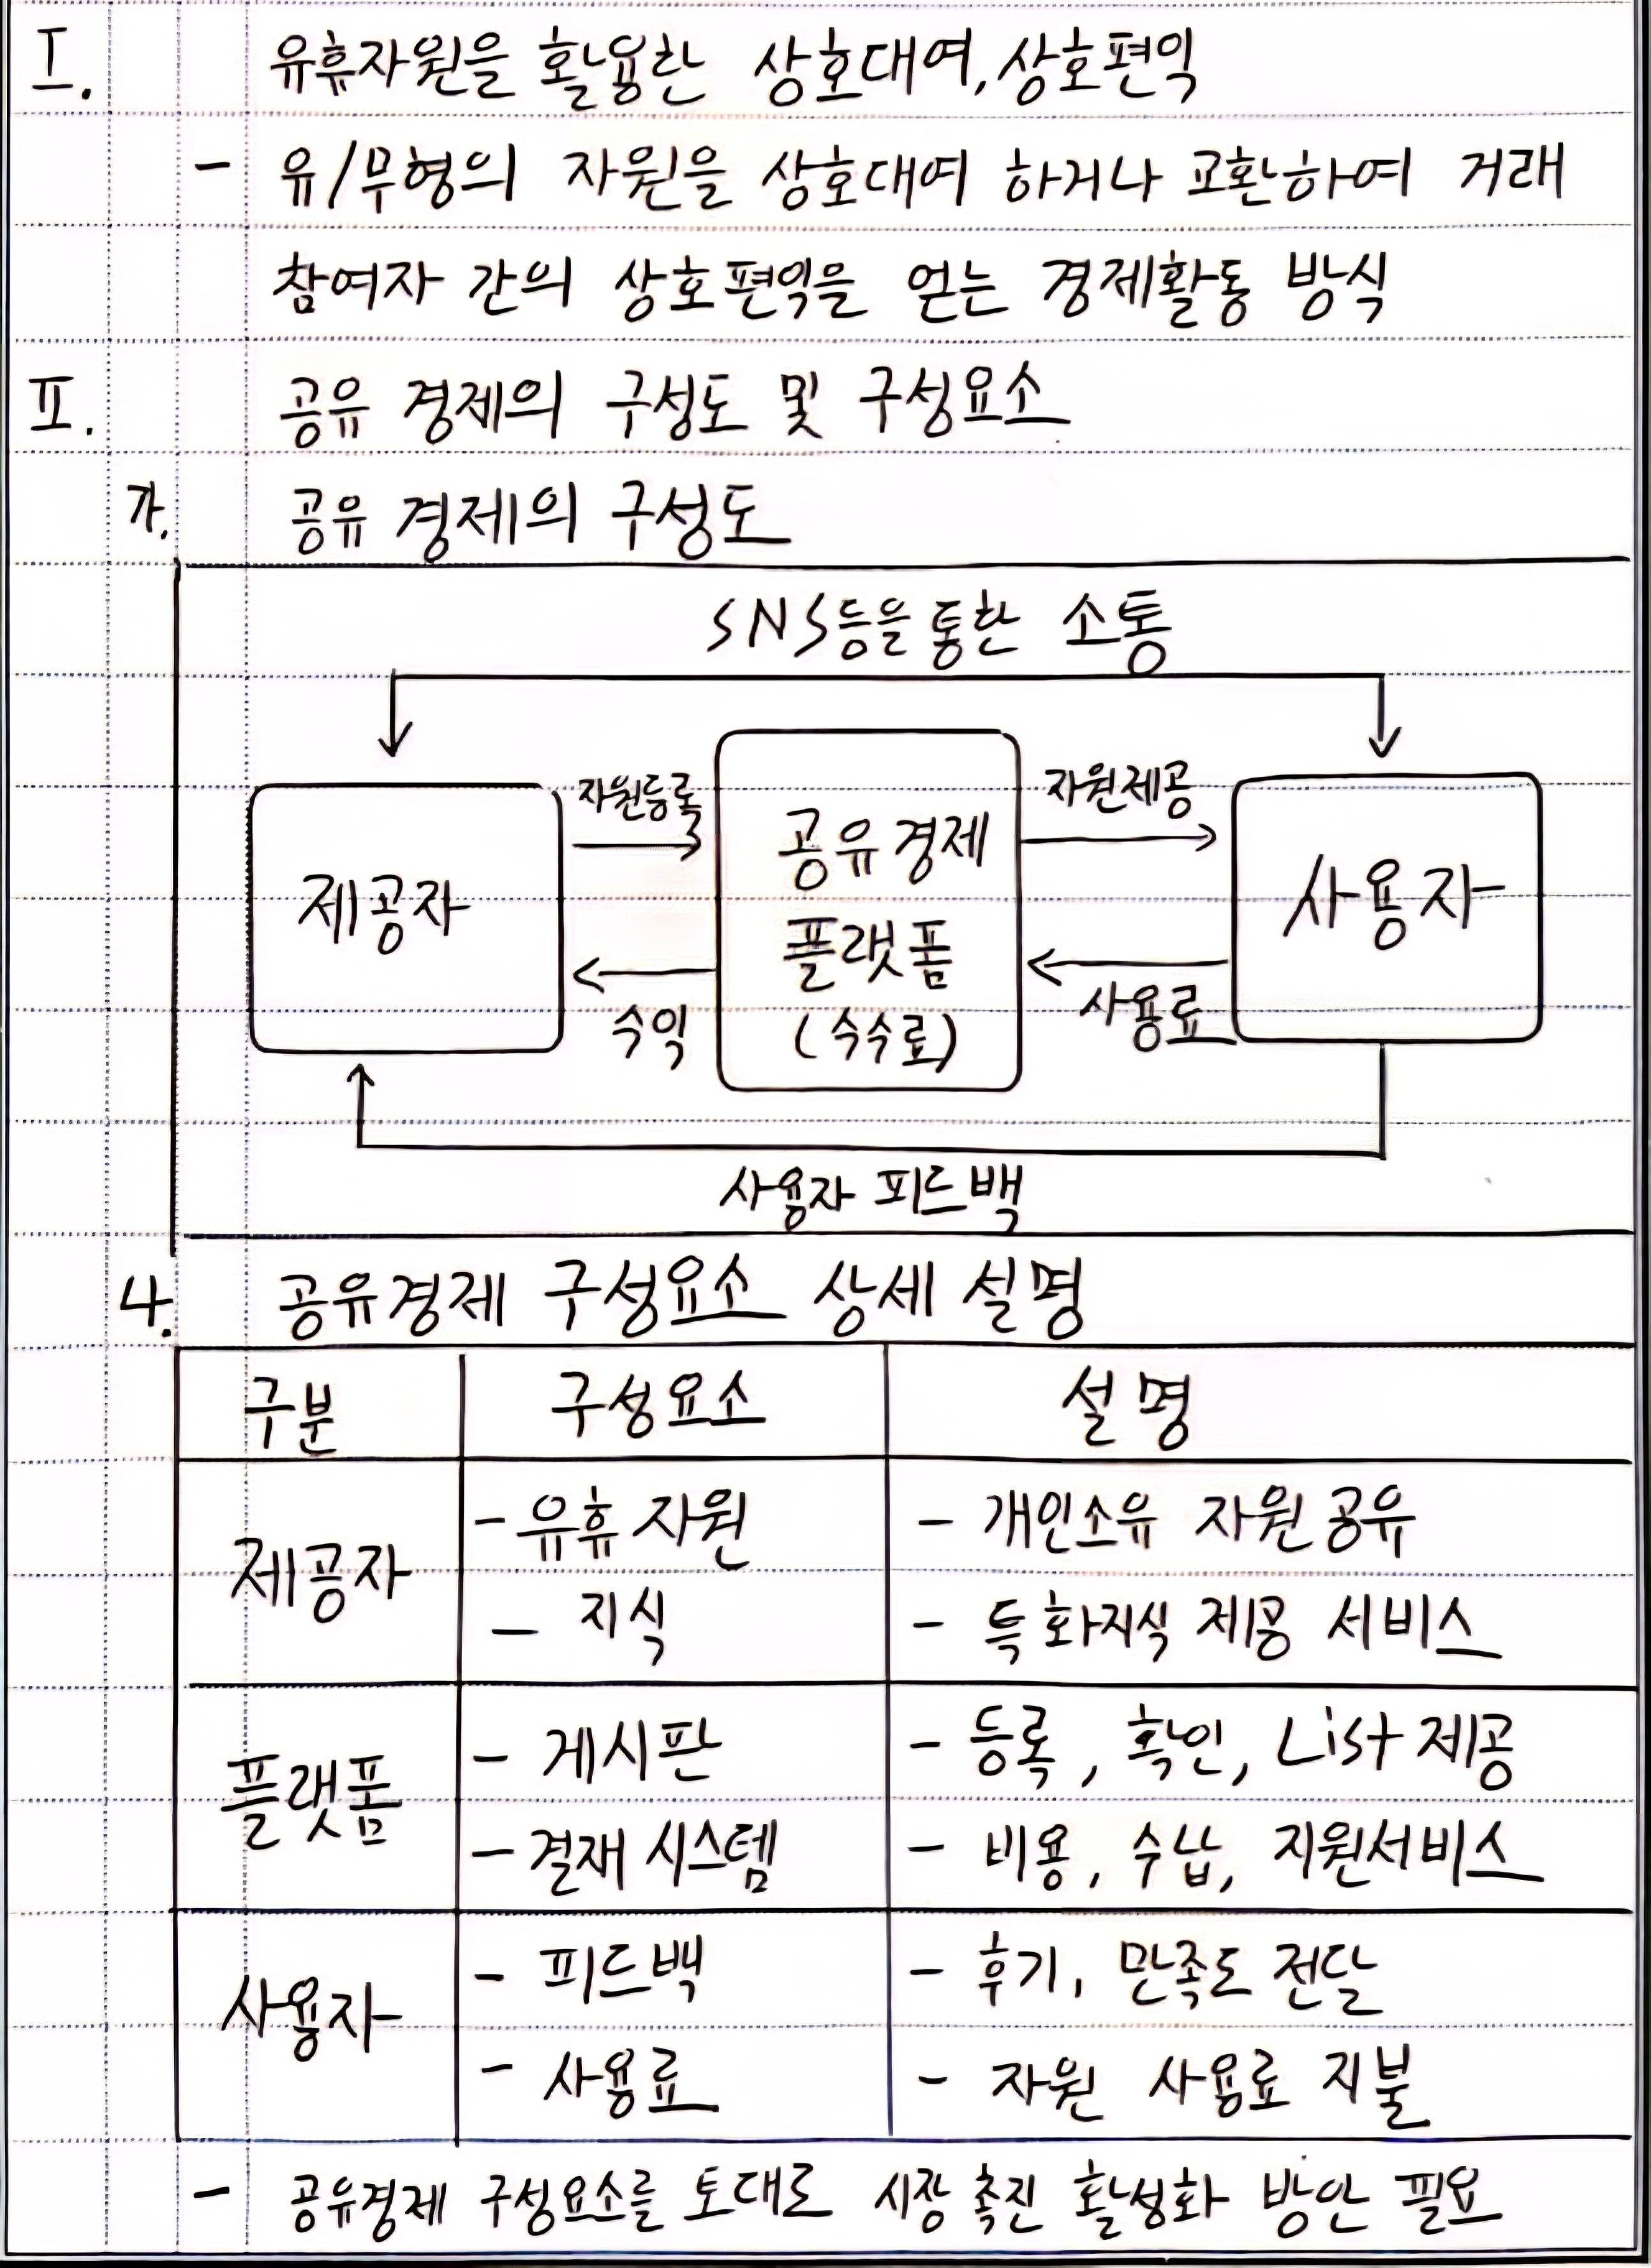 I. 유휴자원을 활용한 상호대여, 상호편익
- 유/무형의 자원을 상호대여 하거나 교환하여 거래
참여자 간의 상호편익을 얻는 경제활동 방식
II. 공유 경제의 구성도 및 구성요소
가. 공유 경제의 구성도
SNS등을 통한 소통
자원등록
자원제공
제공자
공유경제
플랫폼
(수수료)
사용자
수익
사용료
사용자 피드백
나. 공유경제 구성요소 상세 설명
구분 구성요소 설명
제공자
- 유휴 자원 - 개인소유 자원 공유
- 지식 - 특화지식 제공 서비스
플랫폼
- 게시판 - 등록, 확인, List 제공
- 결재 시스템 - 비용, 수납, 지원서비스
사용자
- 피드백 - 후기, 만족도 전달
- 사용료 - 자원 사용료 지불
- 공유경제 구성요소를 토대로 시장 촉진 활성화 방안 필요